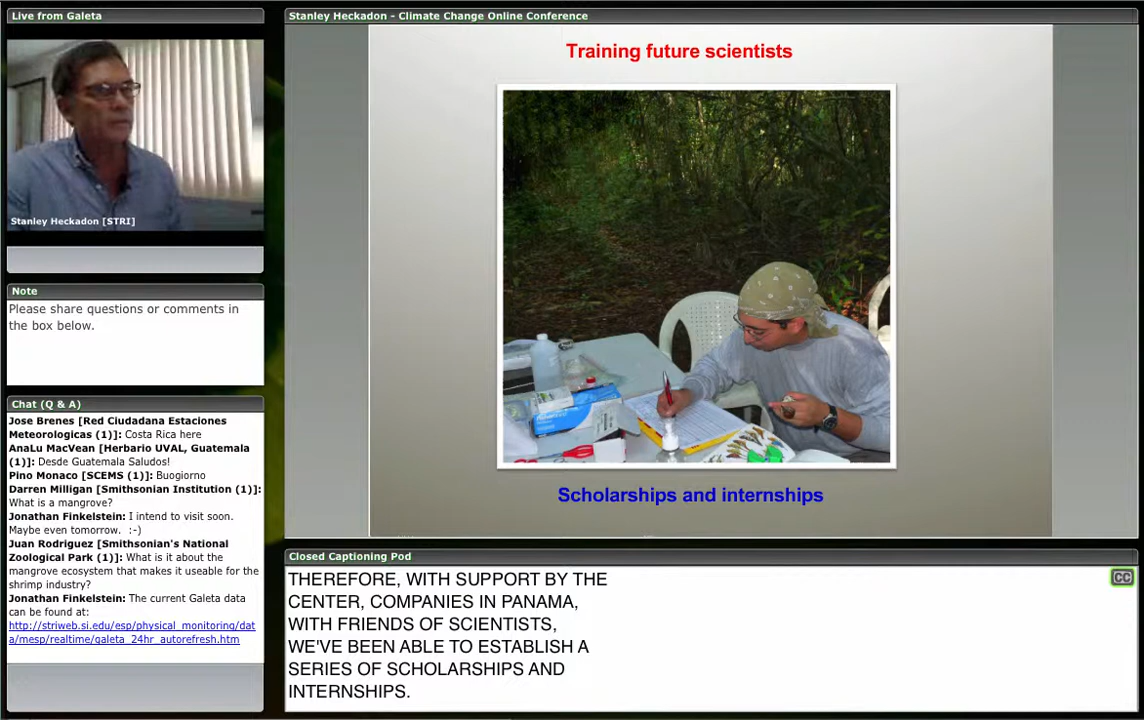 Live from Galeta
Stanley Heckadon [STRI]
Note
Please share questions or comments in
the box below.
Chat (Q & A)
Jose Brenes [Red Ciudadana Estaciones
Meteorologicas (1)]: Costa Rica here
AnaLu MacVean [Herbario UVAL, Guatemala
(1)]: Desde Guatemala Saludos!
Pino Monaco [SCEMS (1)]: Buogiorno
Darren Milligan [Smithsonian Institution (1)]:
What is a mangrove?
Jonathan Finkelstein: I intend to visit soon.
Maybe even tomorrow.  :-)
Juan Rodriguez [Smithsonian's National
Zoological Park (1)]: What is it about the
mangrove ecosystem that makes it useable for the
shrimp industry?
Jonathan Finkelstein: The current Galeta data
can be found at:
http://striweb.si.edu/esp/physical_monitoring/dat
a/mesp/realtime/galeta_24hr_autorefresh.htm
Stanley Heckadon - Climate Change Online Conference
Training future scientists
Scholarships and internships
Closed Captioning Pod
CC
THEREFORE, WITH SUPPORT BY THE
CENTER, COMPANIES IN PANAMA,
WITH FRIENDS OF SCIENTISTS,
WE'VE BEEN ABLE TO ESTABLISH A
SERIES OF SCHOLARSHIPS AND
INTERNSHIPS.